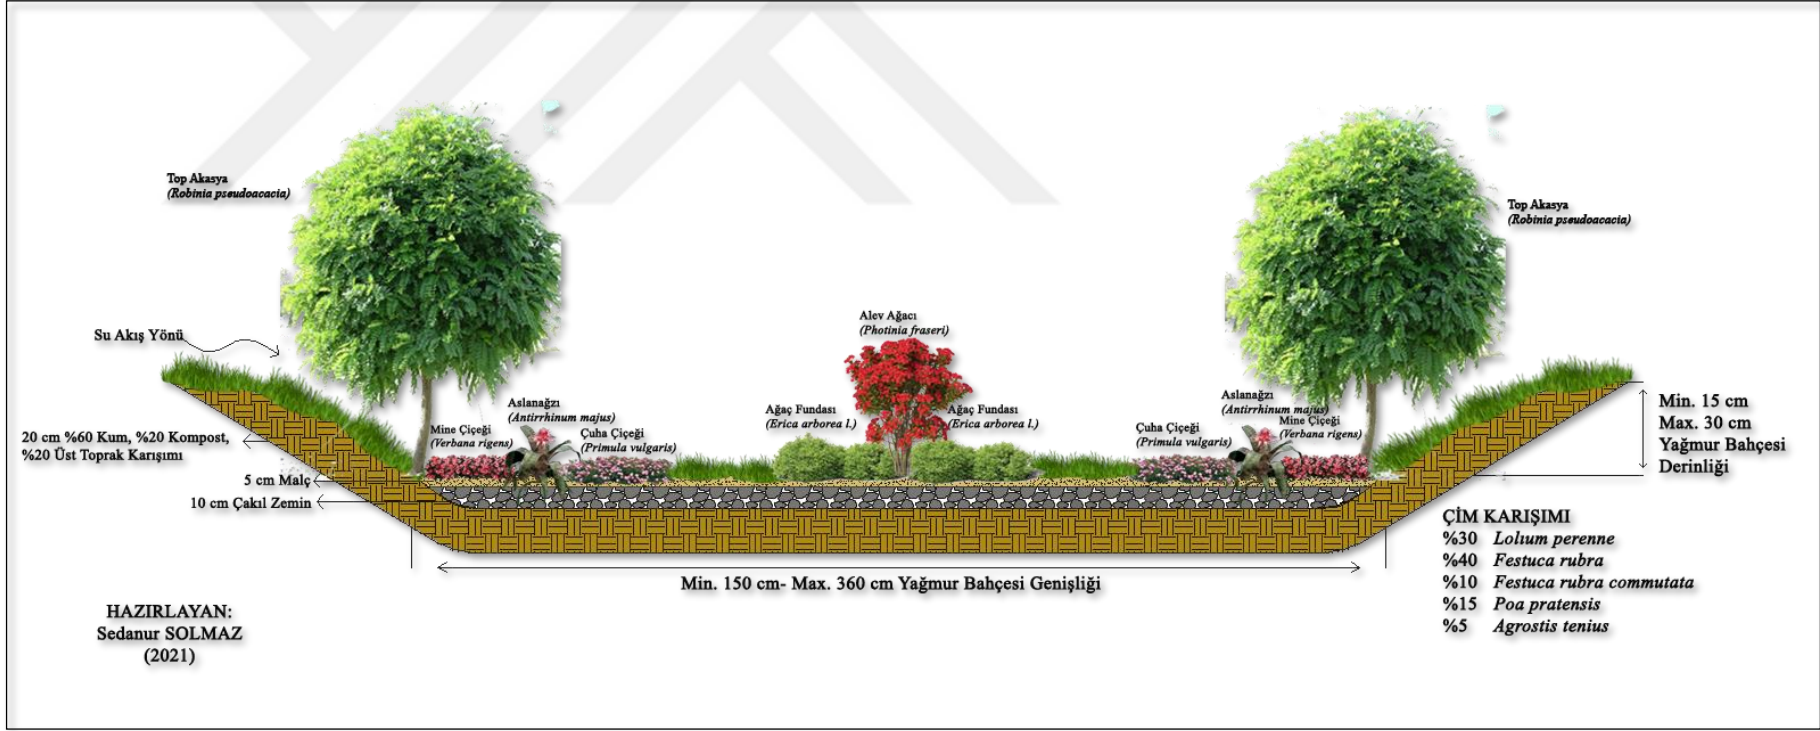 Top Akasya
(Robinia pseudoacacia)
Top Akasya
(Robinia pseudoacacia)
Su Akış Yönü
Alev Ağacı
(Photinia fraseri)
Aslanağzı
(Antirrhinum majus)
Mine Çiçeği
(Verbana rigens)
Çuha Çiçeği
(Primula vulgaris)
Ağaç Fundası
(Erica arborea l.)
Ağaç Fundası
(Erica arborea l.)
Aslanağzı
(Antirrhinum majus)
Çuha Çiçeği
(Primula vulgaris)
Mine Çiçeği
(Verbana rigens)
20 cm %60 Kum, %20 Kompost,
%20 Üst Toprak Karışımı
5 cm Malç
10 cm Çakıl Zemin
Min. 15 cm
Max. 30 cm
Yağmur Bahçesi
Derinliği
Min. 150 cm- Max. 360 cm Yağmur Bahçesi Genişliği
ÇİM KARIŞIMI
%30 Lolium perenne
%40 Festuca rubra
%10 Festuca rubra commutata
%15 Poa pratensis
%5 Agrostis tenius
HAZIRLAYAN:
Sedanur SOLMAZ
(2021)